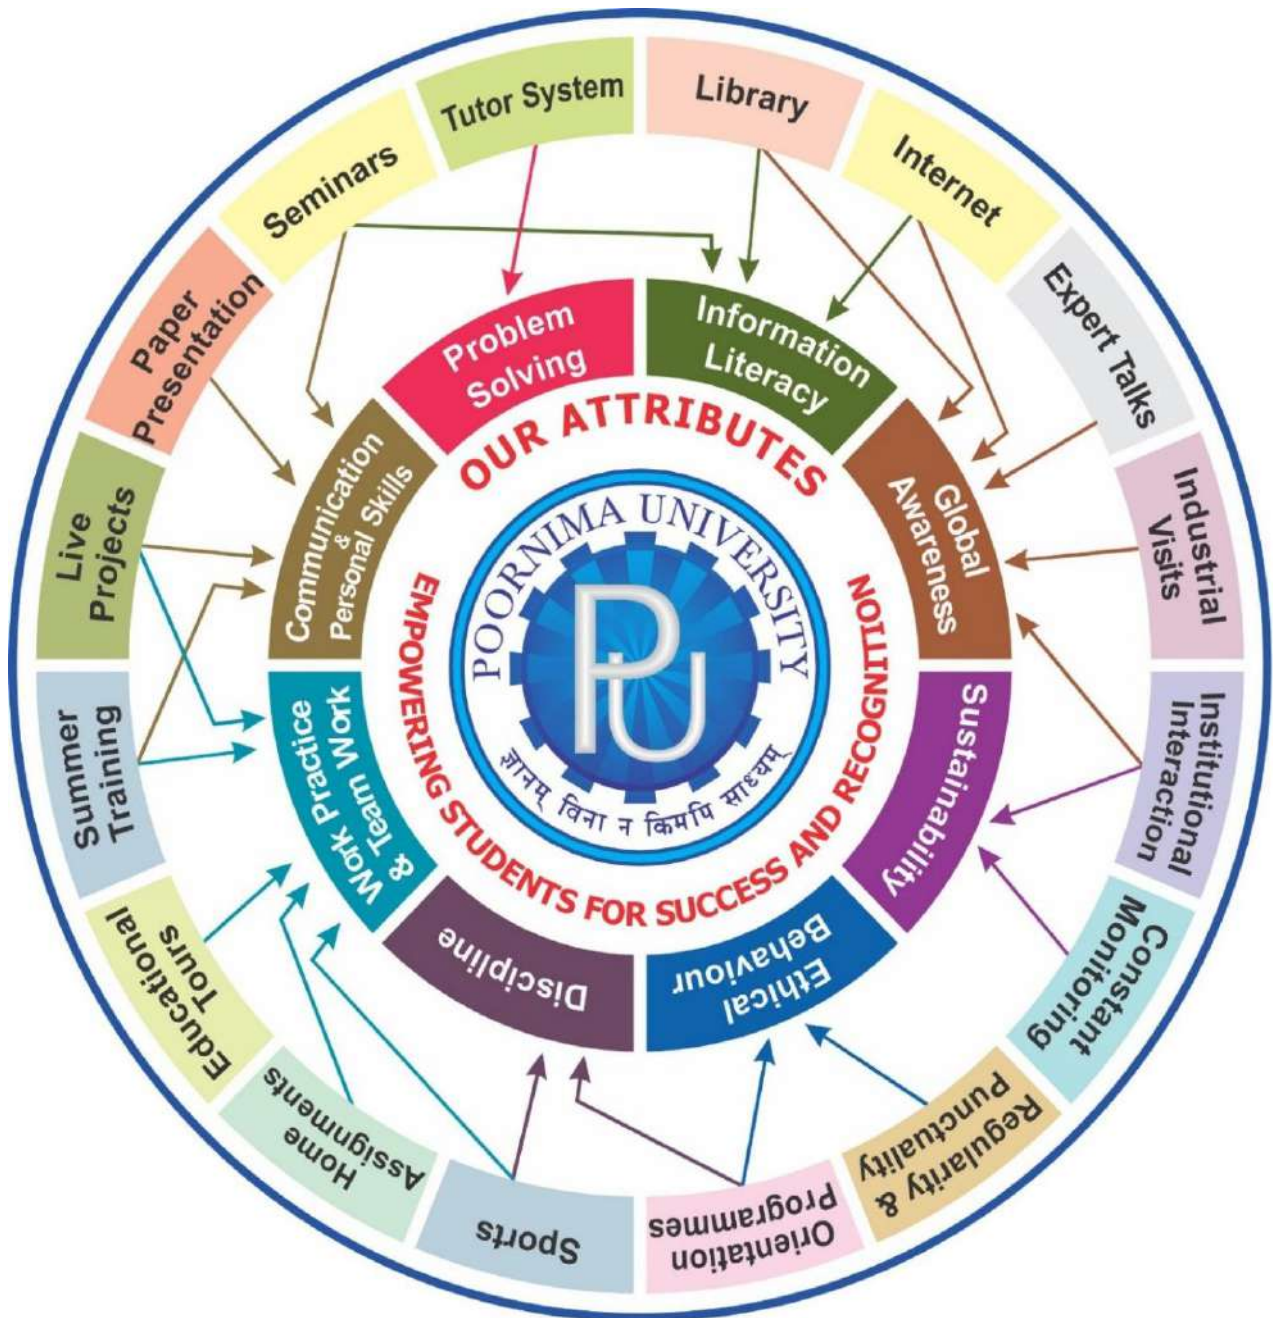 Tutor System
Library
Internet
Expert Talks
Industrial
Visits
Institutional
Interaction
Constant
Monitoring
Regularity &
Punctuality
Orientation
Programmes
Sports
Home
Assignments
Educational
Tours
Summer
Training
Live
Projects
Paper
Presentation
Seminars
Problem
Solving
Information
Literacy
Global
Awareness
Sustainability
Ethical
Behaviour
Discipline
Work Practice
& Team Work
Communication
&
Personal Skills
OUR ATTRIBUTES
EMPOWERING STUDENTS FOR SUCCESS AND RECOGNITION
POORNIMA UNIVERSITY
PU
ज्ञानम् विना न किमपि साध्यम्